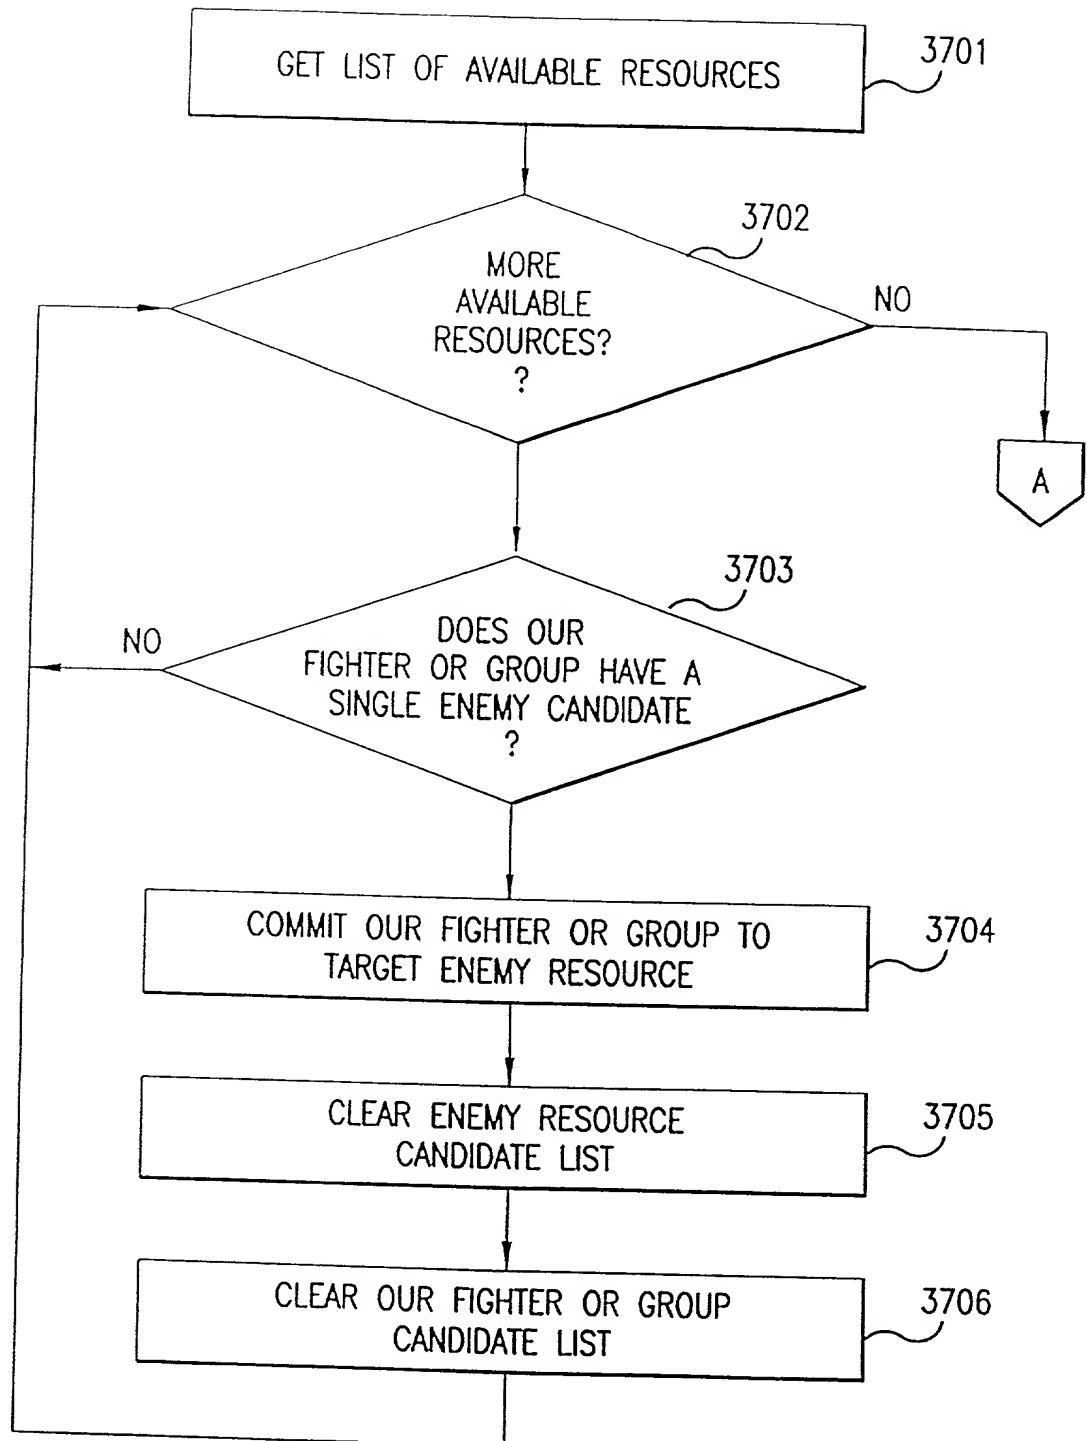 GET LIST OF AVAILABLE RESOURCES
3701
3702
MORE
AVAILABLE
RESOURCES?
?
NO
A
3703
NO
DOES OUR
FIGHTER OR GROUP HAVE A
SINGLE ENEMY CANDIDATE
?
COMMIT OUR FIGHTER OR GROUP TO
TARGET ENEMY RESOURCE
3704
CLEAR ENEMY RESOURCE
CANDIDATE LIST
3705
CLEAR OUR FIGHTER OR GROUP
CANDIDATE LIST
3706